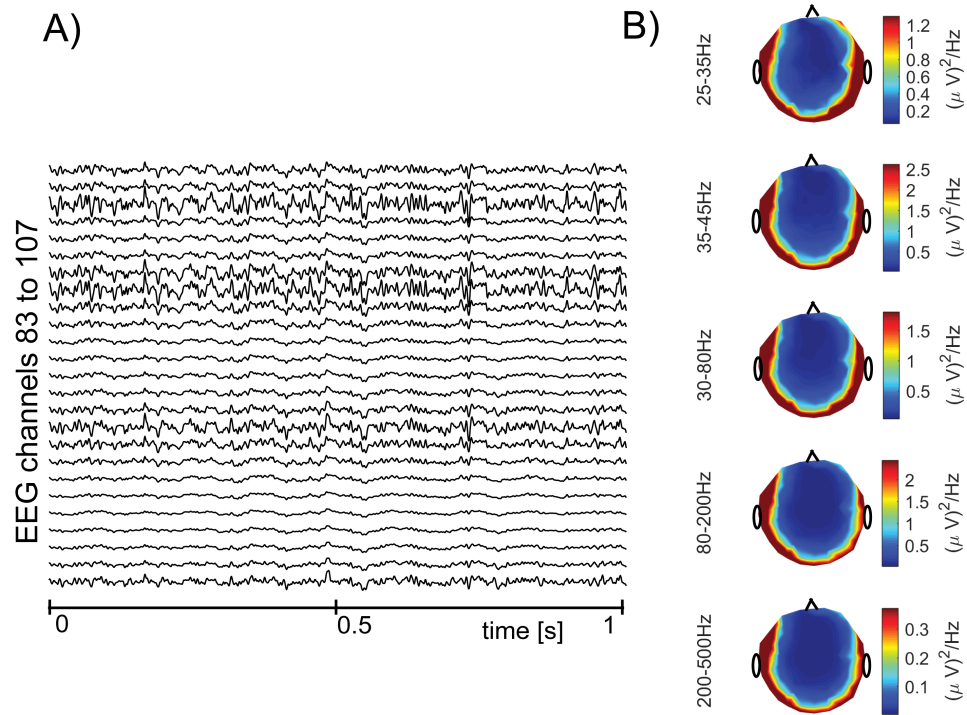 A)
B)
EEG channels 83 to 107
0
0.5
1
time [s]
25-35Hz
1.2
1
0.8
0.6
0.4
0.2
(μ V)²/Hz
35-45Hz
2.5
2
1.5
1
0.5
(μ V)²/Hz
30-80Hz
1.5
1
0.5
(μ V)²/Hz
80-200Hz
2
1.5
1
0.5
(μ V)²/Hz
200-500Hz
0.3
0.2
0.1
(μ V)²/Hz